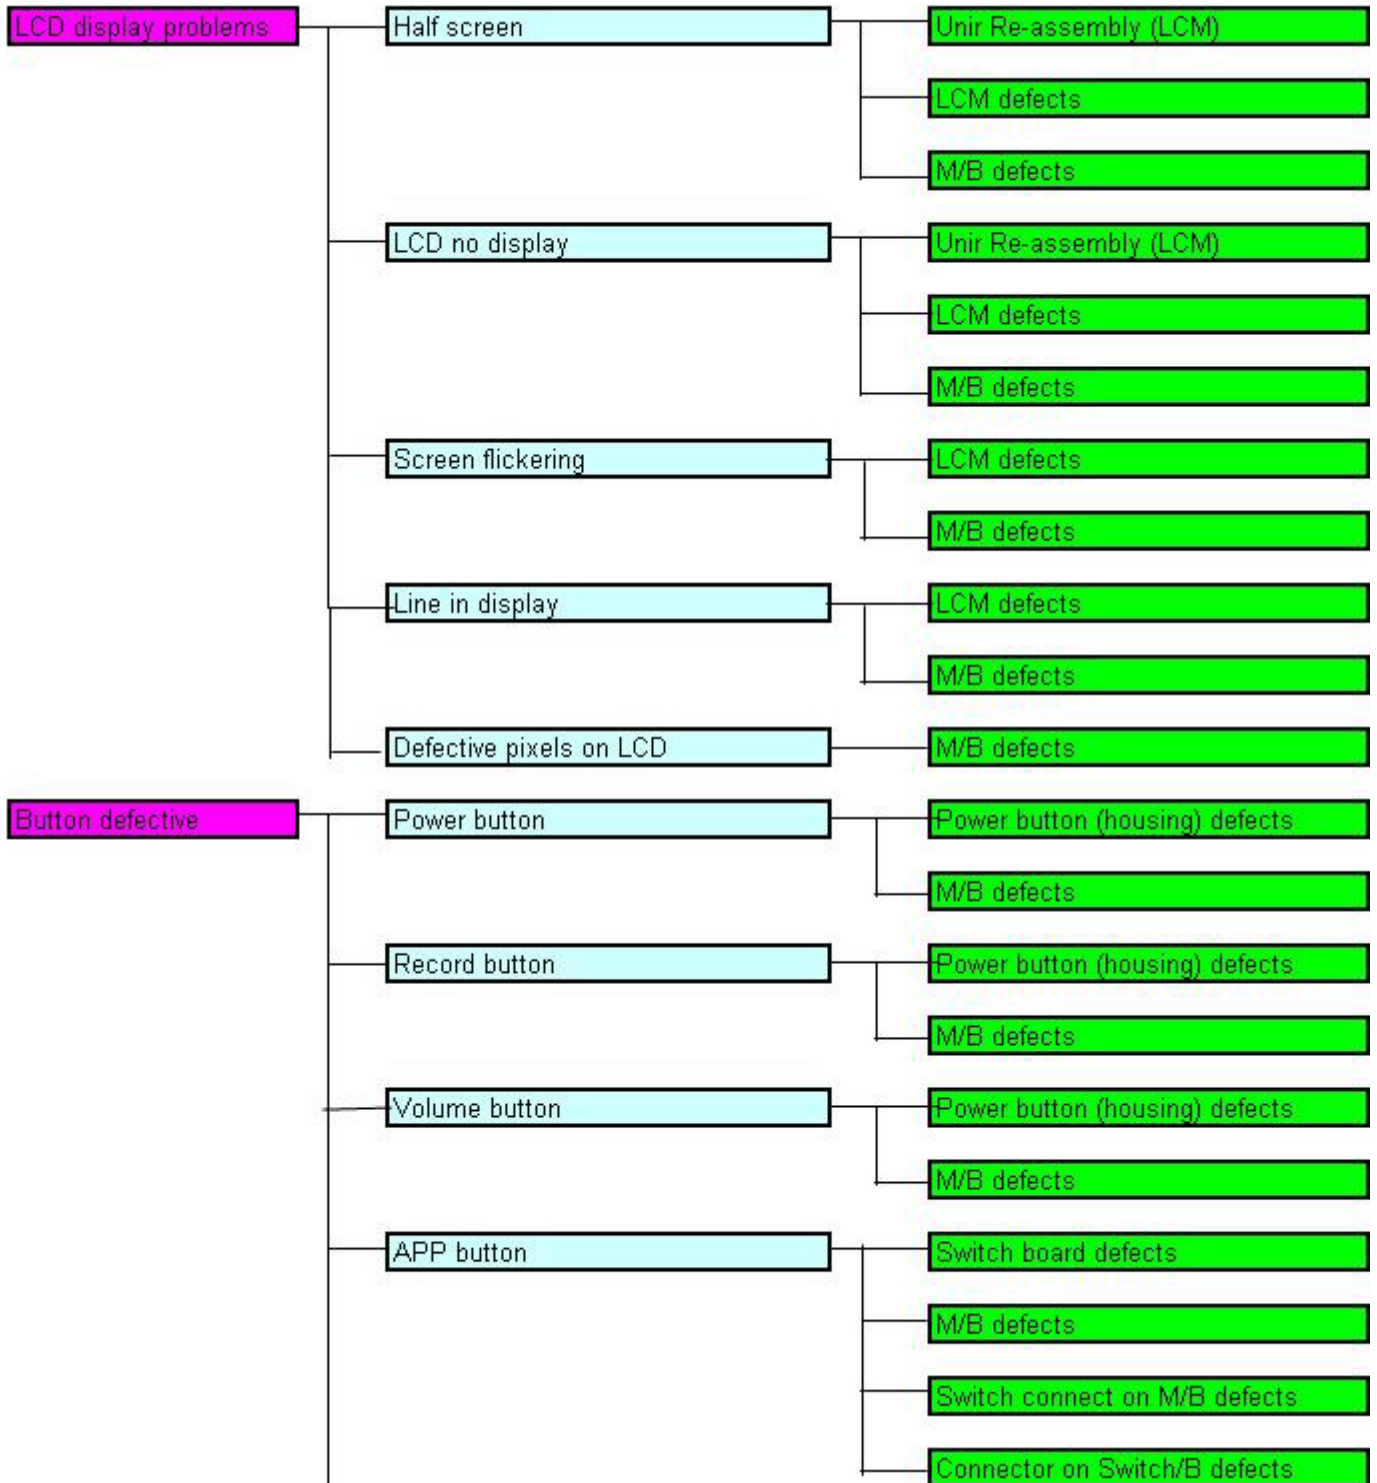 LCD display problems
Half screen
Unir Re-assembly (LCM)
LCM defects
M/B defects
LCD no display
Unir Re-assembly (LCM)
LCM defects
M/B defects
Screen flickering
LCM defects
M/B defects
Line in display
LCM defects
M/B defects
Defective pixels on LCD
M/B defects
Button defective
Power button
Power button (housing) defects
M/B defects
Record button
Power button (housing) defects
M/B defects
Volume button
Power button (housing) defects
M/B defects
APP button
Switch board defects
M/B defects
Switch connect on M/B defects
Connector on Switch/B defects